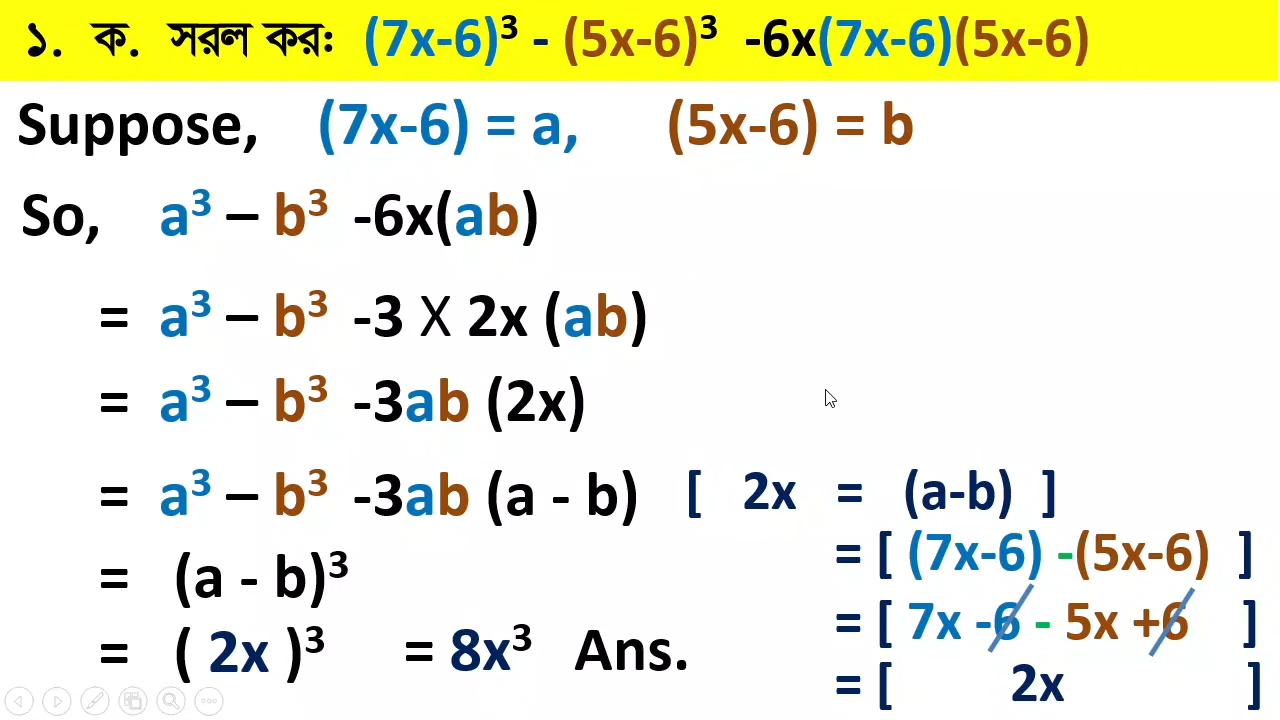 ১. ক. সরল করঃ (7x-6)³ - (5x-6)³ -6x(7x-6)(5x-6)
Suppose, (7x-6) = a, (5x-6) = b
So, a³ – b³ -6x(ab)
= a³ – b³ -3 X 2x (ab)
= a³ – b³ -3ab (2x)
= a³ – b³ -3ab (a - b) [ 2x = (a-b) ]
= [ (7x-6) -(5x-6) ]
= (a - b)³
= [ 7x -6 - 5x +6 ]
= ( 2x )³ = 8x³ Ans.
= [ 2x ]